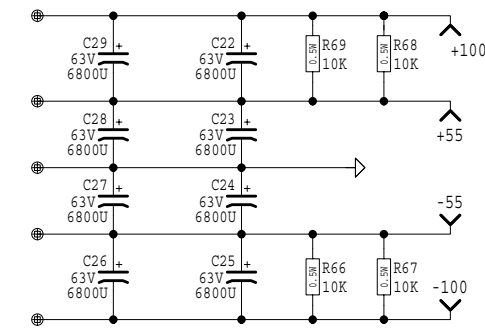 C29 + C22 + 0.5W R69 0.5W R68 +100
63V 63V 10K 10K
6800U 6800U
C28 + C23 + +55
63V 63V
6800U 6800U
C27 + C24 + -55
63V 63V
6800U 6800U
C26 + C25 + 0.5W R66 0.5W R67 -100
63V 63V 10K 10K
6800U 6800U